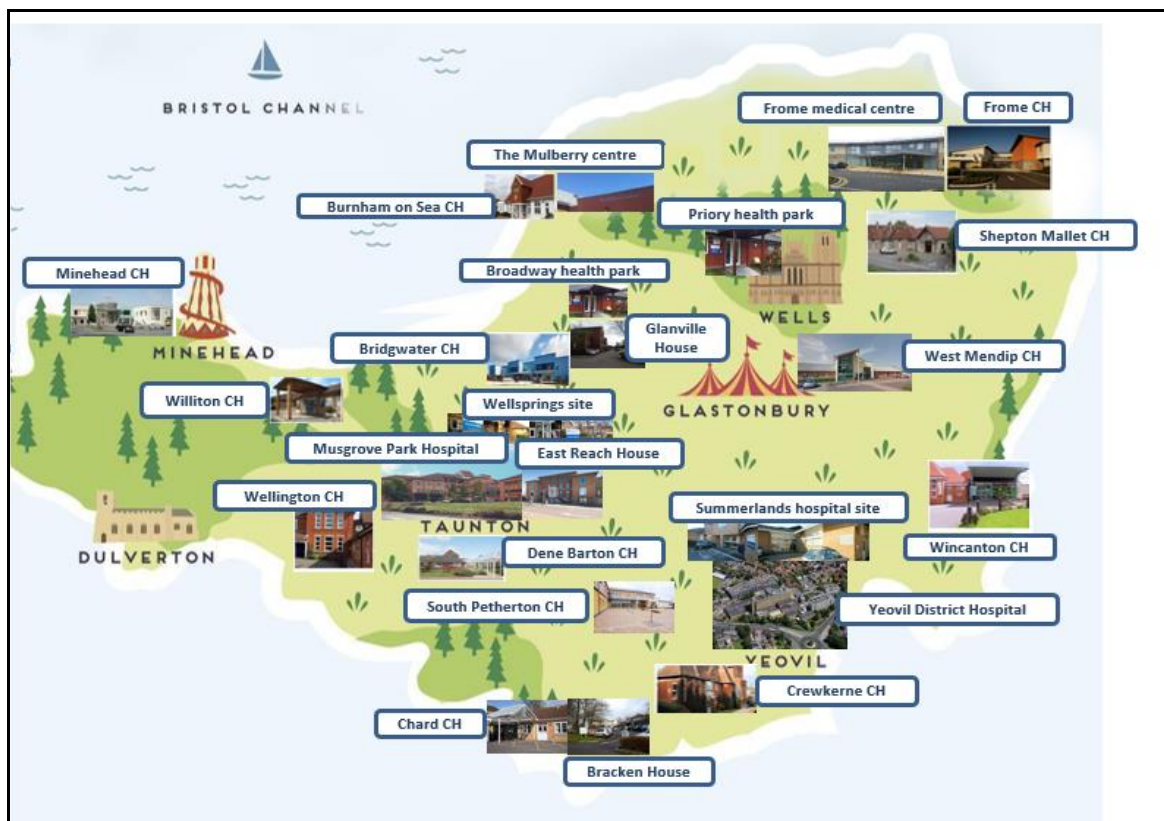 BRISTOL CHANNEL
Frome medical centre
Frome CH
The Mulberry centre
Burnham on Sea CH
Priory health park
Shepton Mallet CH
Minehead CH
Broadway health park
WELLS
Glanville
House
MINEHEAD
Bridgwater CH
West Mendip CH
Williton CH
Wellsprings site
GLASTONBURY
Musgrove Park Hospital
East Reach House
Wellington CH
Summerlands hospital site
TAUNTON
DULVERTON
Dene Barton CH
Wincanton CH
South Petherton CH
Yeovil District Hospital
YEOVIL
Crewkerne CH
Chard CH
Bracken House